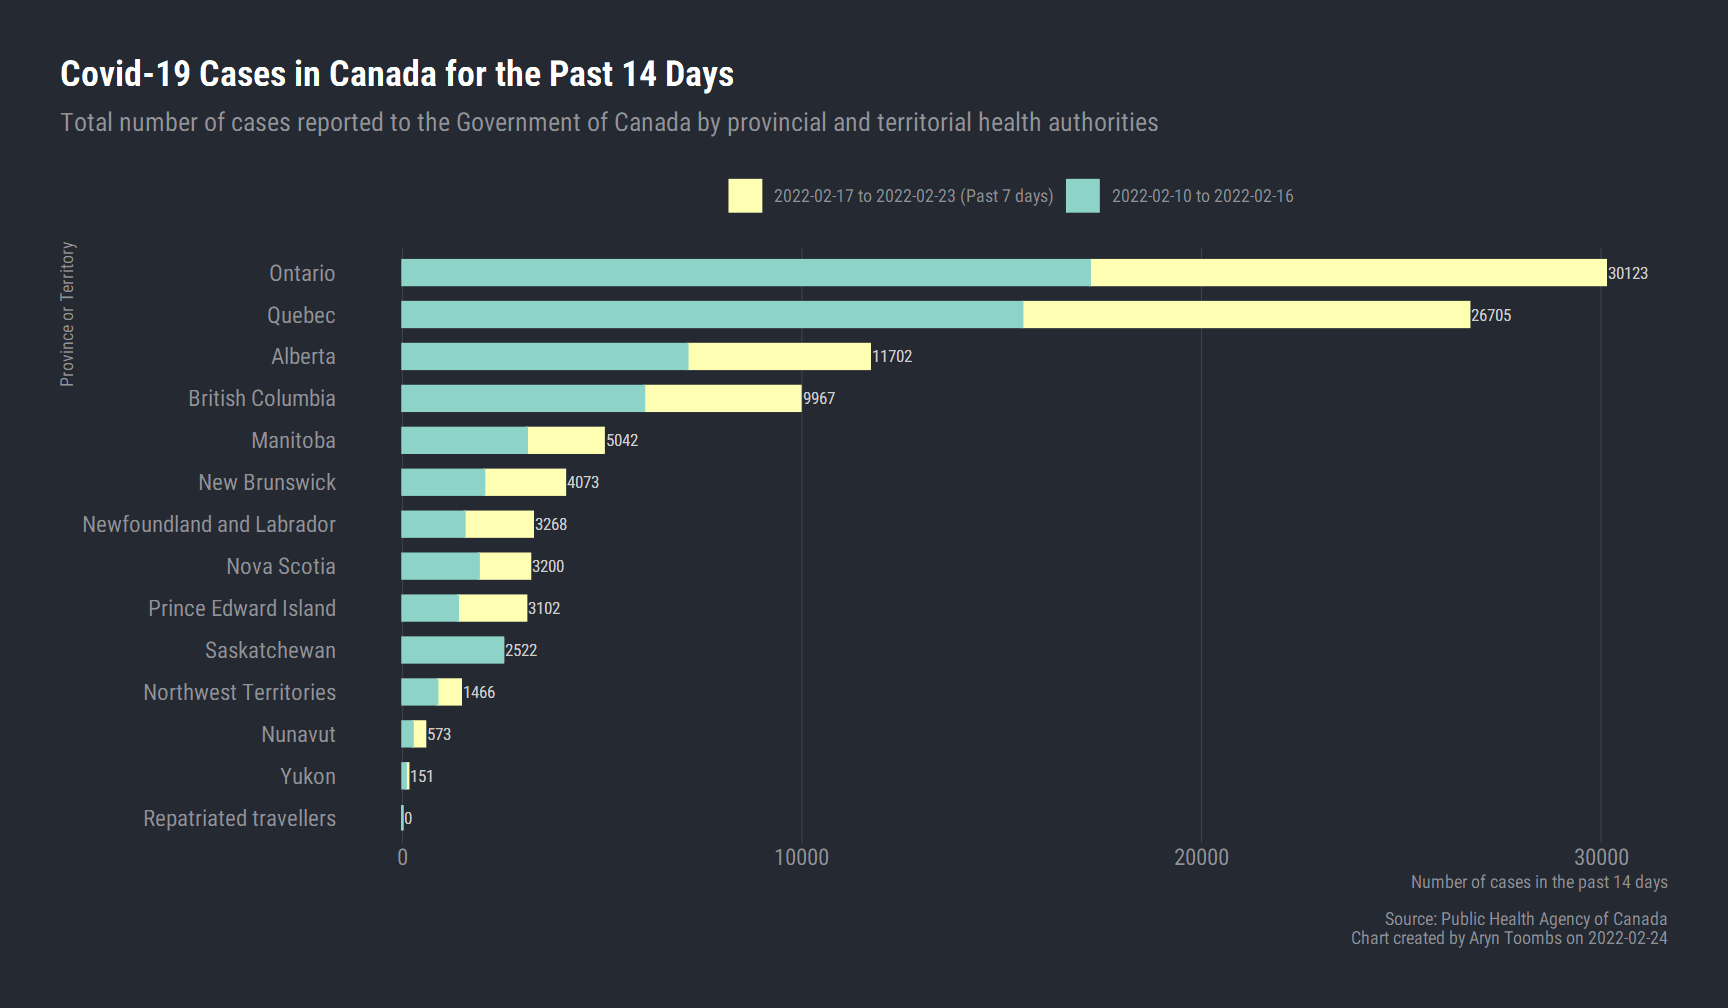 Covid-19 Cases in Canada for the Past 14 Days
Total number of cases reported to the Government of Canada by provincial and territorial health authorities
2022-02-17 to 2022-02-23 (Past 7 days) 2022-02-10 to 2022-02-16
Province or Territory
Ontario 30123
Quebec 26705
Alberta 11702
British Columbia 9967
Manitoba 5042
New Brunswick 4073
Newfoundland and Labrador 3268
Nova Scotia 3200
Prince Edward Island 3102
Saskatchewan 2522
Northwest Territories 1466
Nunavut 573
Yukon 151
Repatriated travellers 0
0 10000 20000 30000
Number of cases in the past 14 days
Source: Public Health Agency of Canada
Chart created by Aryn Toombs on 2022-02-24